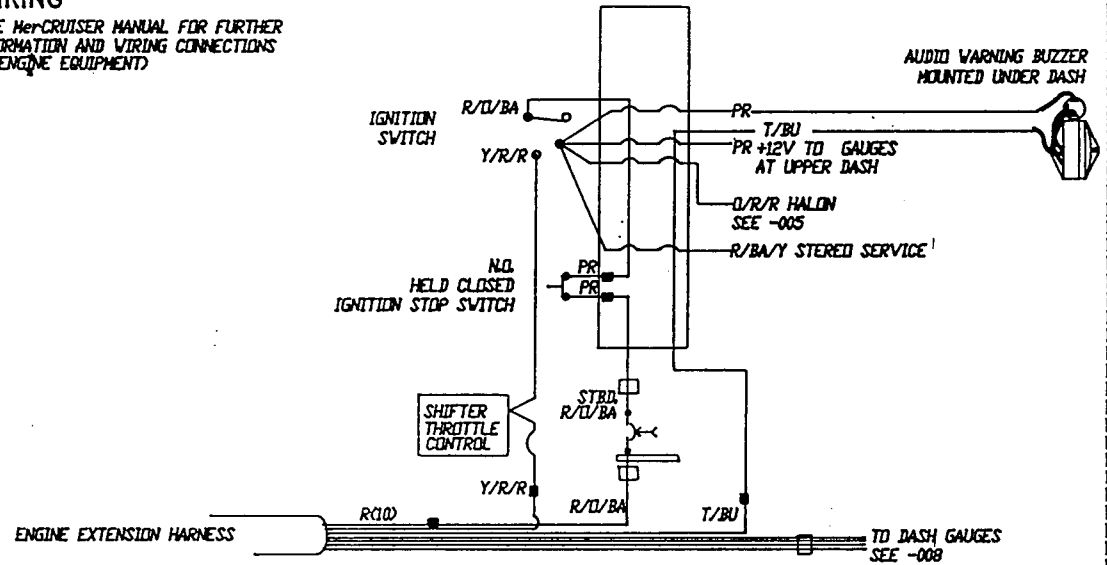 IRING
E MerCRUISER MANUAL FOR FURTHER
ORMATION AND WIRING CONNECTIONS
ENGINE EQUIPMENT)
AUDIO WARNING BUZZER
MOUNTED UNDER DASH
R/O/BA
IGNITION
SWITCH
PR
T/BU
PR +12V TO GAUGES
AT UPPER DASH
Y/R/R
O/R/R HALON
SEE -005
R/BA/Y STEREO SERVICE
N.O.
HELD CLOSED
IGNITION STOP SWITCH
PR
PR
STBD.
R/O/BA
SHIFTER
THROTTLE
CONTROL
Y/R/R
R/O/BA
T/BU
R(10)
ENGINE EXTENSION HARNESS
TO DASH GAUGES
SEE -008